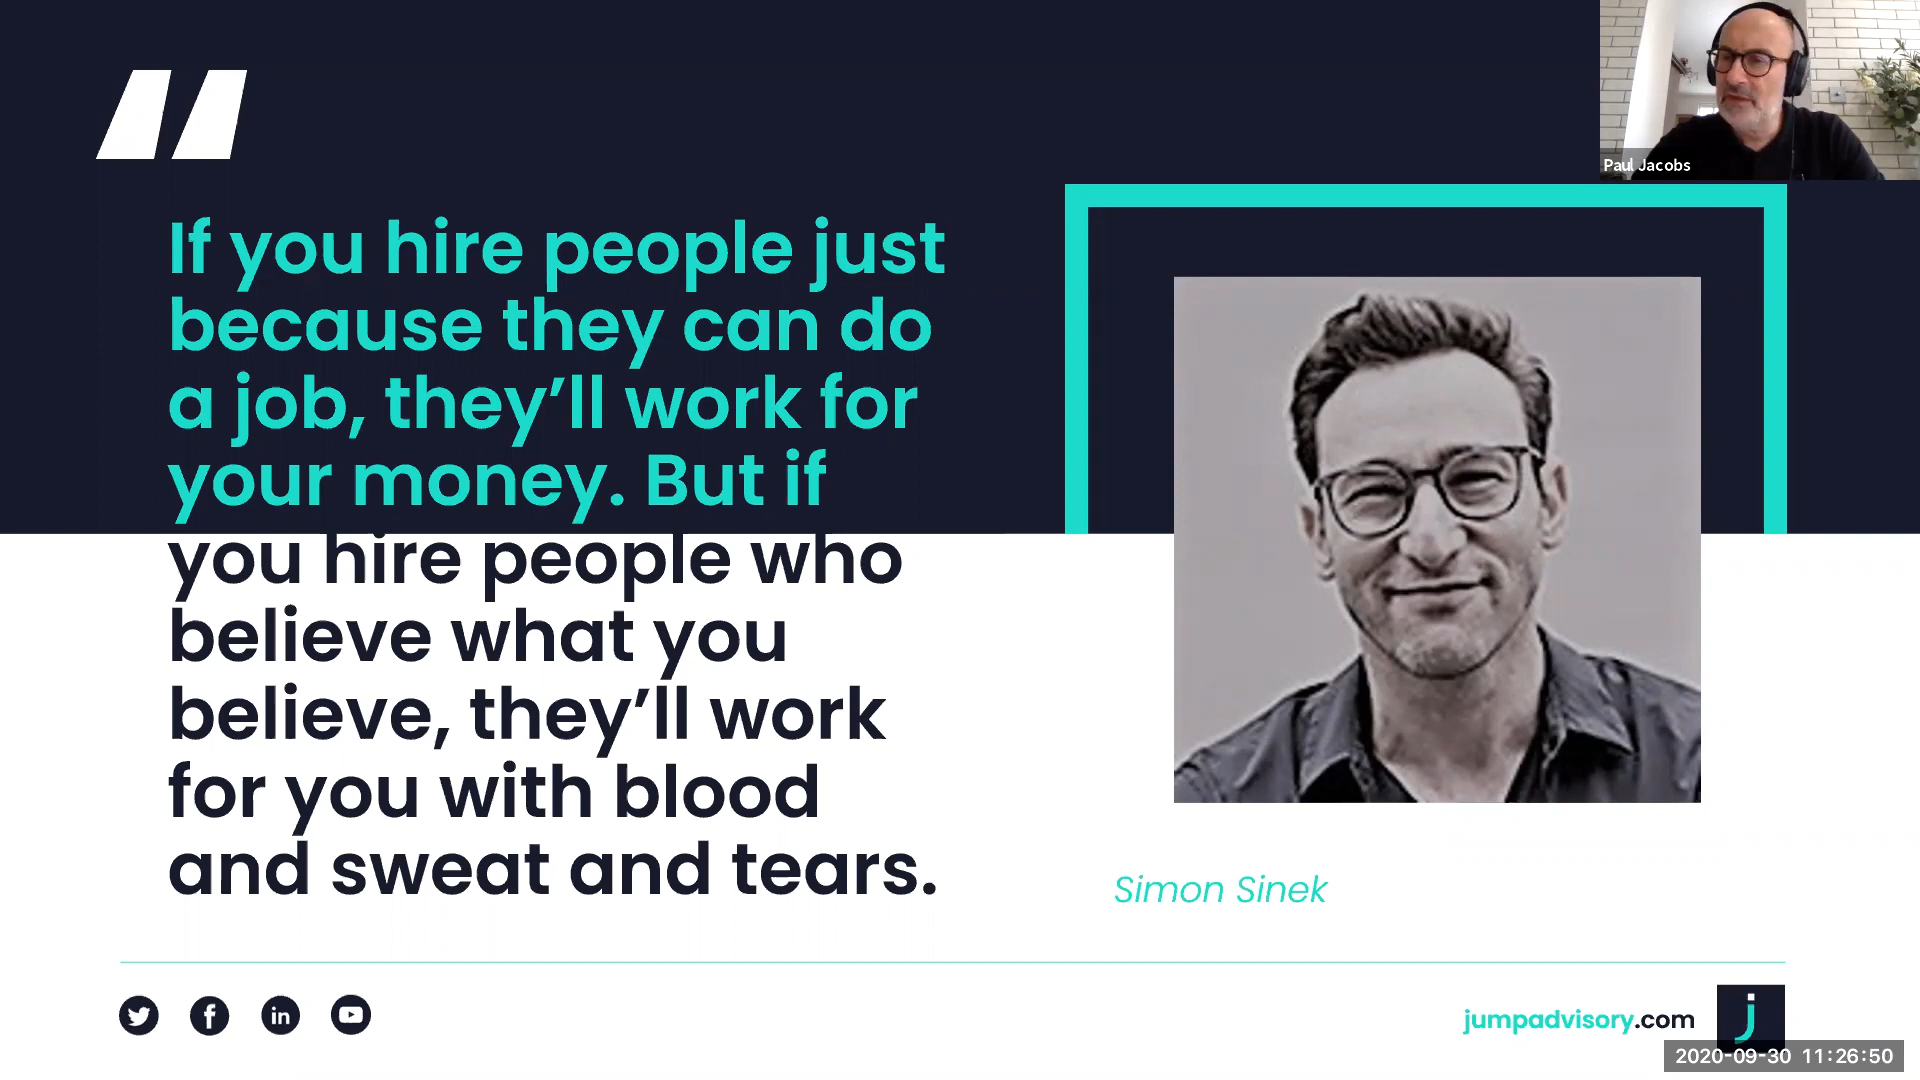 Paul Jacobs
If you hire people just
because they can do
a job, they’ll work for
your money. But if
you hire people who
believe what you
believe, they’ll work
for you with blood
and sweat and tears.
Simon Sinek
in
jumpadvisory.com
j
2020-09-30 11:26:50